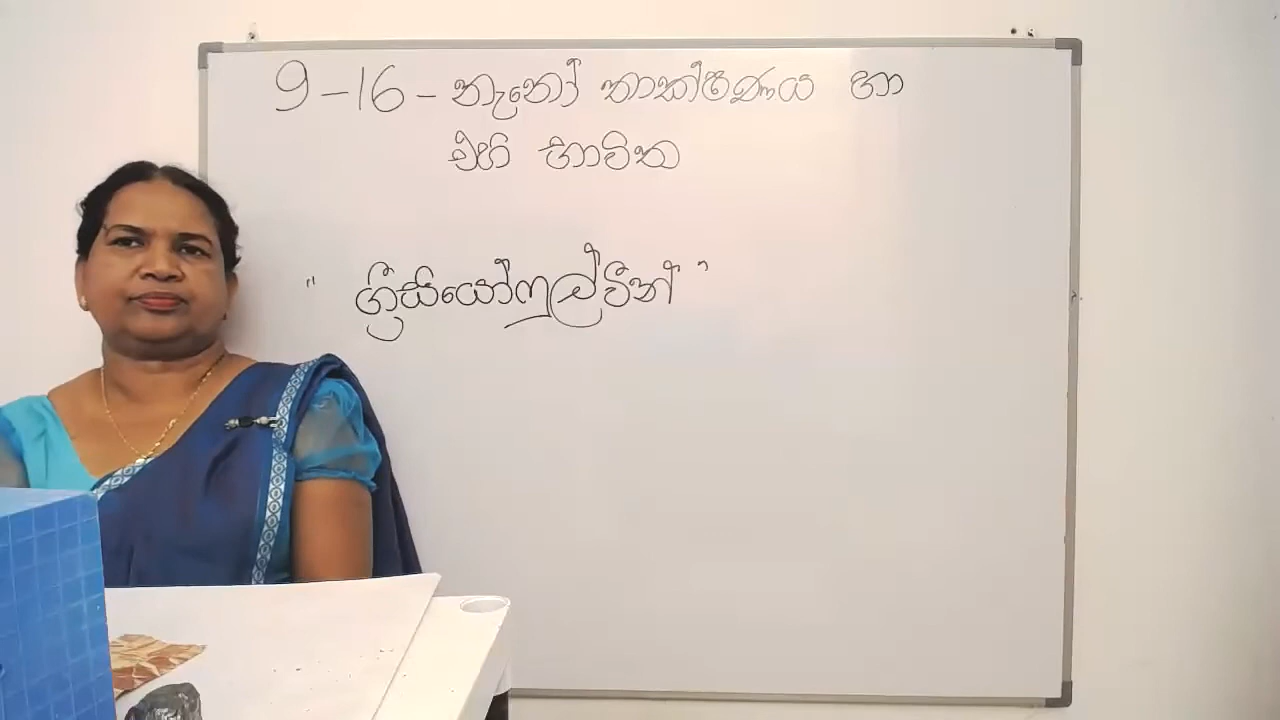 9-16 - නැනෝ තාක්ෂණය හා
එහි භාවිත
" ග්‍රීසියෝෆුල්වින් "